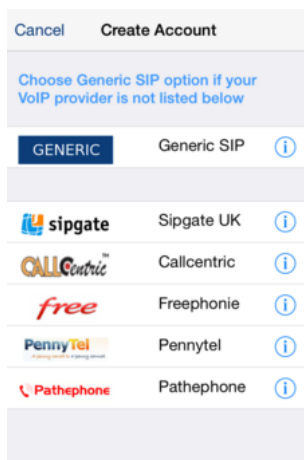 Cancel Create Account
Choose Generic SIP option if your
VoIP provider is not listed below
GENERIC Generic SIP
sipgate Sipgate UK
CALLCentric™ Callcentric
free Freephonie
PennyTel Pennytel
Pathephone Pathephone